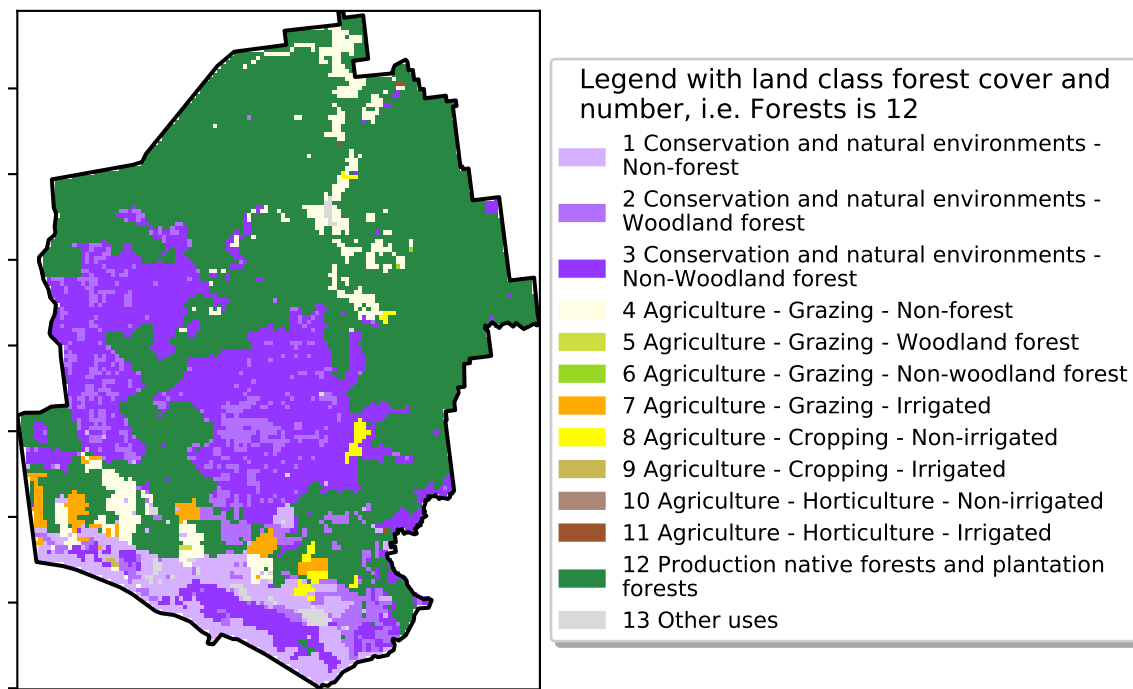 Legend with land class forest cover and
number, i.e. Forests is 12
1 Conservation and natural environments -
Non-forest
2 Conservation and natural environments -
Woodland forest
3 Conservation and natural environments -
Non-Woodland forest
4 Agriculture - Grazing - Non-forest
5 Agriculture - Grazing - Woodland forest
6 Agriculture - Grazing - Non-woodland forest
7 Agriculture - Grazing - Irrigated
8 Agriculture - Cropping - Non-irrigated
9 Agriculture - Cropping - Irrigated
10 Agriculture - Horticulture - Non-irrigated
11 Agriculture - Horticulture - Irrigated
12 Production native forests and plantation
forests
13 Other uses